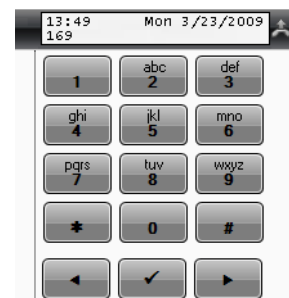 13:49 Mon 3/23/2009
169
1 abc 2 def 3
ghi 4 jkl 5 mno 6
pqrs 7 tuv 8 wxyz 9
* 0 #